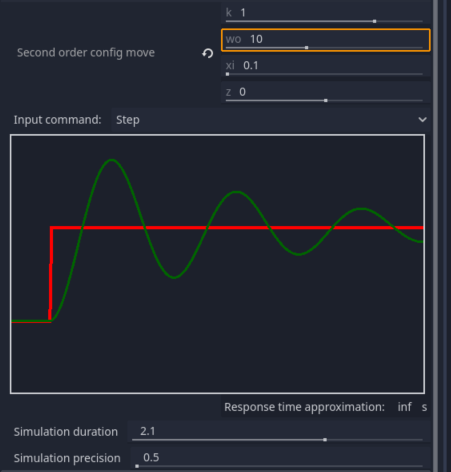 k 1
wo 10
Second order config move
xi 0.1
z 0
Input command: Step
Response time approximation: inf s
Simulation duration 2.1
Simulation precision 0.5